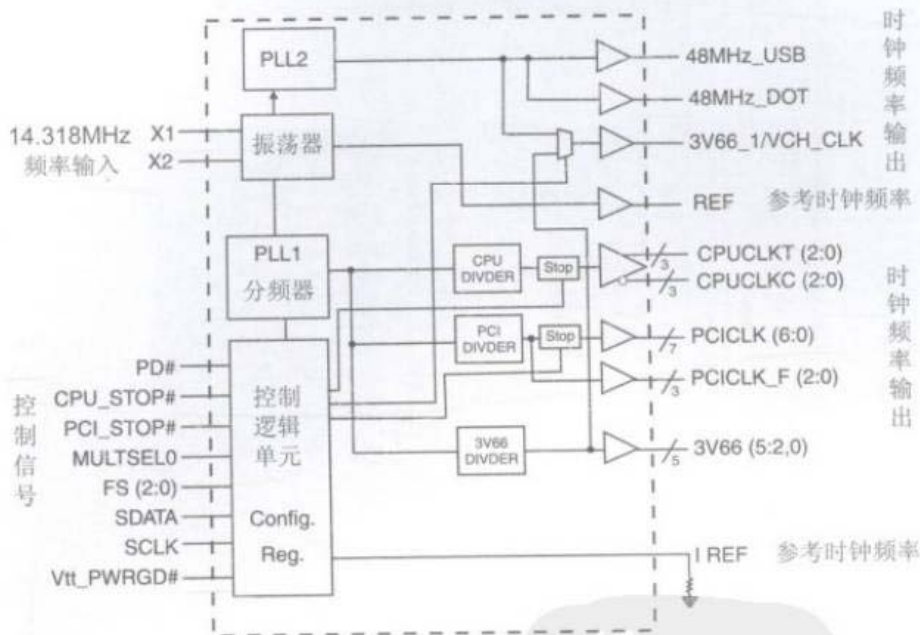 PLL2
14.318MHz
频率输入
X1
X2
振荡器
PLL1
分频器
CPU
DIVDER
Stop
PCI
DIVDER
Stop
3V66
DIVDER
控制信号
PD#
CPU_STOP#
PCI_STOP#
MULTSEL0
FS (2:0)
SDATA
SCLK
Vtt_PWRGD#
控制
逻辑
单元
Config.
Reg.
48MHz_USB
48MHz_DOT
3V66_1/VCH_CLK
时钟频率输出
REF 参考时钟频率
3
CPUCLKT (2:0)
3
CPUCLKC (2:0)
7
PCICLK (6:0)
3
PCICLK_F (2:0)
5
3V66 (5:2,0)
时钟频率输出
I REF 参考时钟频率